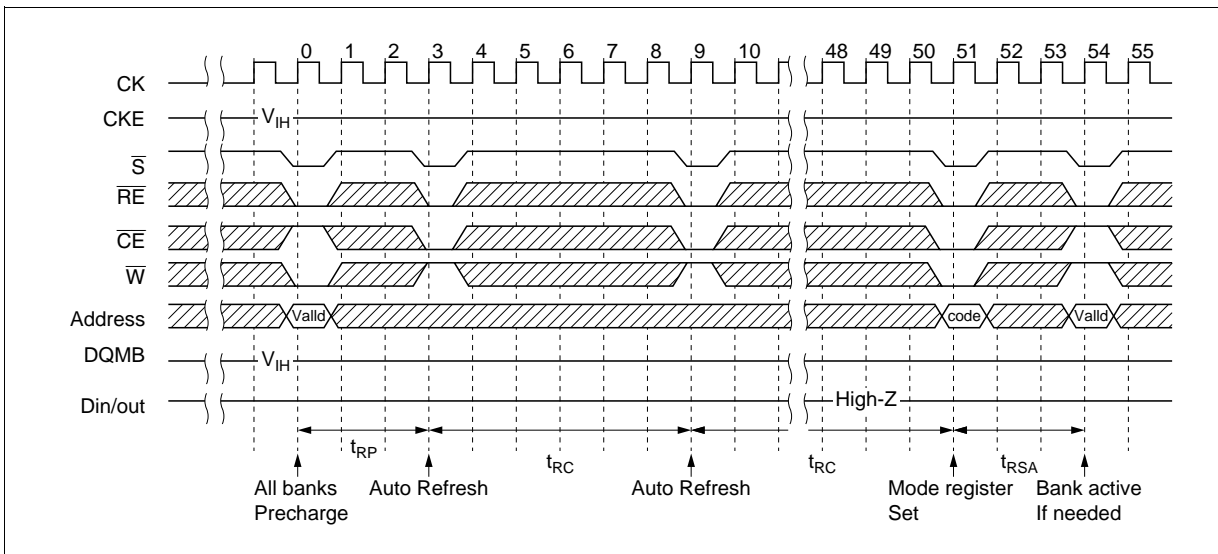 0 1 2 3 4 5 6 7 8 9 10 48 49 50 51 52 53 54 55
CK
CKE VIH
S
RE
CE
W
Address Valld code Valld
DQMB VIH
Din/out High-Z
tRP tRC tRC tRSA
All banks Precharge
Auto Refresh
Auto Refresh
Mode register Set
Bank active If needed